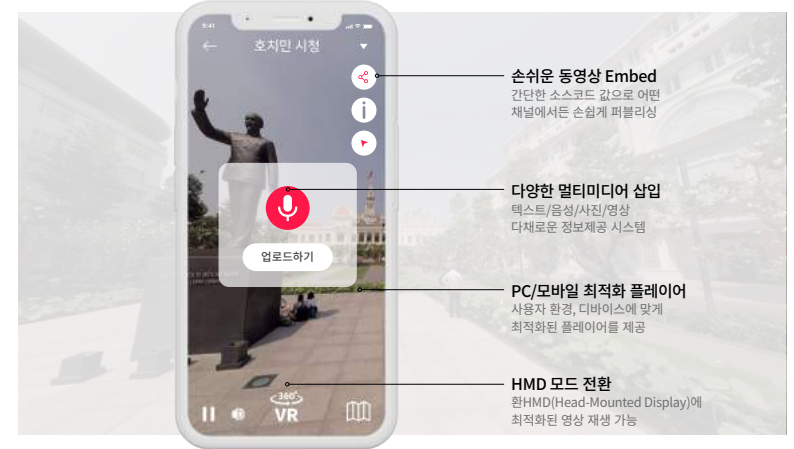 9:41
호치민 시청
손쉬운 동영상 Embed
간단한 소스코드 값으로 어떤
채널에서든 손쉽게 퍼블리싱
다양한 멀티미디어 삽입
텍스트/음성/사진/영상
다채로운 정보제공 시스템
업로드하기
PC/모바일 최적화 플레이어
사용자 환경, 디바이스에 맞게
최적화된 플레이어를 제공
HMD 모드 전환
환HMD(Head-Mounted Display)에
최적화된 영상 재생 가능
360°
VR